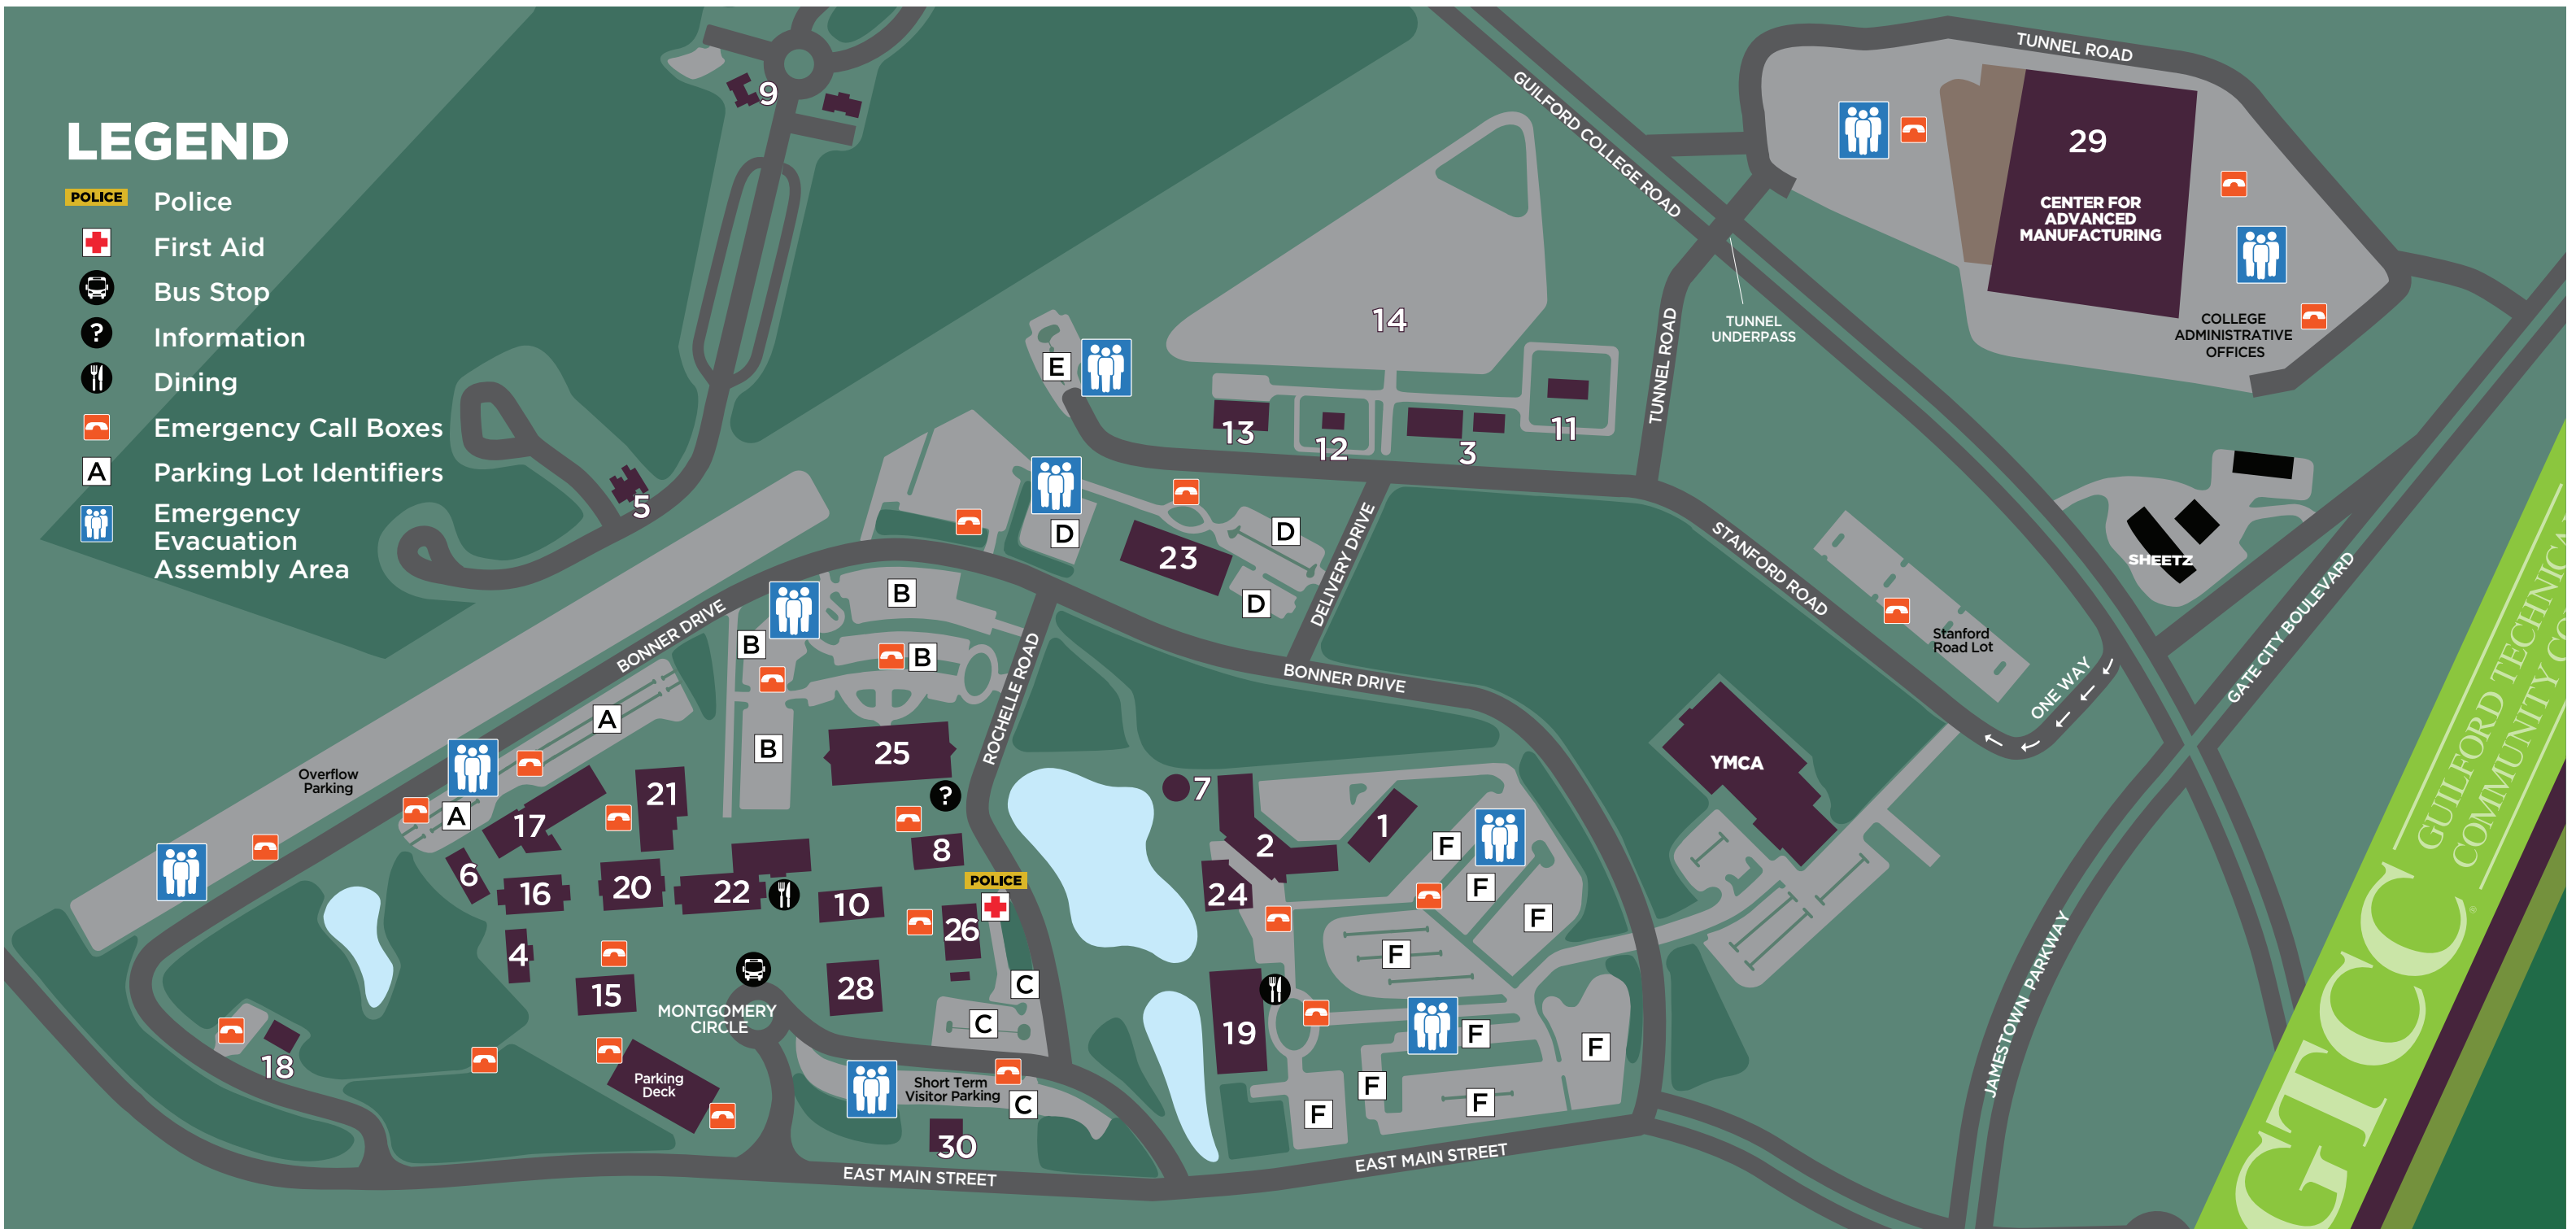 LEGEND
POLICE Police
First Aid
Bus Stop
? Information
Dining
Emergency Call Boxes
A Parking Lot Identifiers
Emergency
Evacuation
Assembly Area
9
5
TUNNEL ROAD
GUILFORD COLLEGE ROAD
29
CENTER FOR
ADVANCED
MANUFACTURING
COLLEGE
ADMINISTRATIVE
OFFICES
TUNNEL
UNDERPASS
TUNNEL ROAD
14
E
13
12
3
11
D
D
D
23
DELIVERY DRIVE
STANFORD ROAD
Stanford
Road Lot
ONE WAY
SHEETZ
GATE CITY BOULEVARD
BONNER DRIVE
BONNER DRIVE
ROCHELLE ROAD
B
B
B
B
A
A
Overflow
Parking
25
?
21
17
6
16
20
22
8
10
POLICE
26
4
15
28
MONTGOMERY
CIRCLE
C
C
C
18
Parking
Deck
Short Term
Visitor Parking
30
7
2
1
24
19
F
F
F
F
F
F
F
F
F
YMCA
JAMESTOWN PARKWAY
EAST MAIN STREET
EAST MAIN STREET
GTCC
GUILFORD TECHNICA
COMMUNITY CO